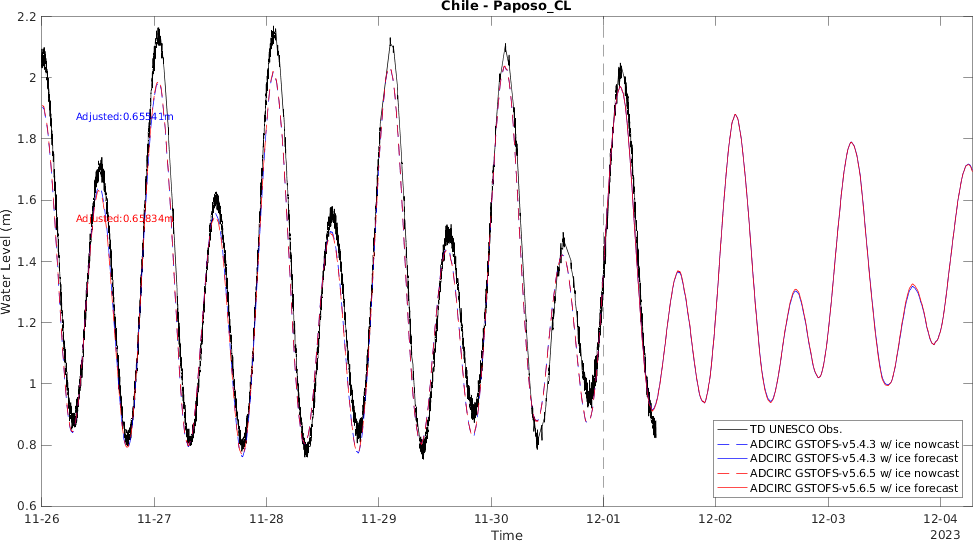 Chile - Paposo_CL
2.2
2
1.8
1.6
1.4
1.2
1
0.8
0.6
Water Level (m)
Adjusted:0.65541m
Adjusted:0.65834m
TD UNESCO Obs.
ADCIRC GSTOFS-v5.4.3 w/ ice nowcast
ADCIRC GSTOFS-v5.4.3 w/ ice forecast
ADCIRC GSTOFS-v5.6.5 w/ ice nowcast
ADCIRC GSTOFS-v5.6.5 w/ ice forecast
11-26 11-27 11-28 11-29 11-30 12-01 12-02 12-03 12-04
Time
2023